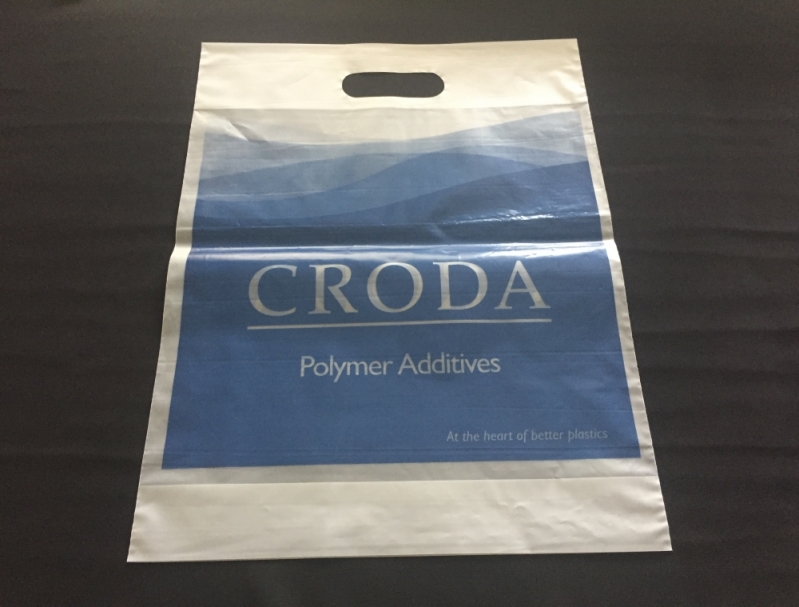 CRODA
Polymer Additives
At the heart of better plastics